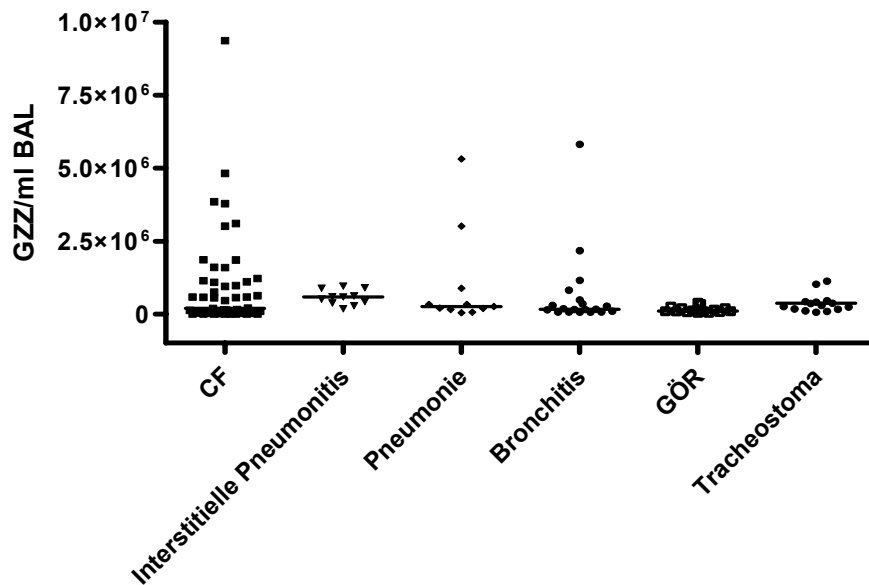 GZZ/ml BAL
1.0×10⁷
7.5×10⁶
5.0×10⁶
2.5×10⁶
0
CF
Interstitielle Pneumonitis
Pneumonie
Bronchitis
GÖR
Tracheostoma